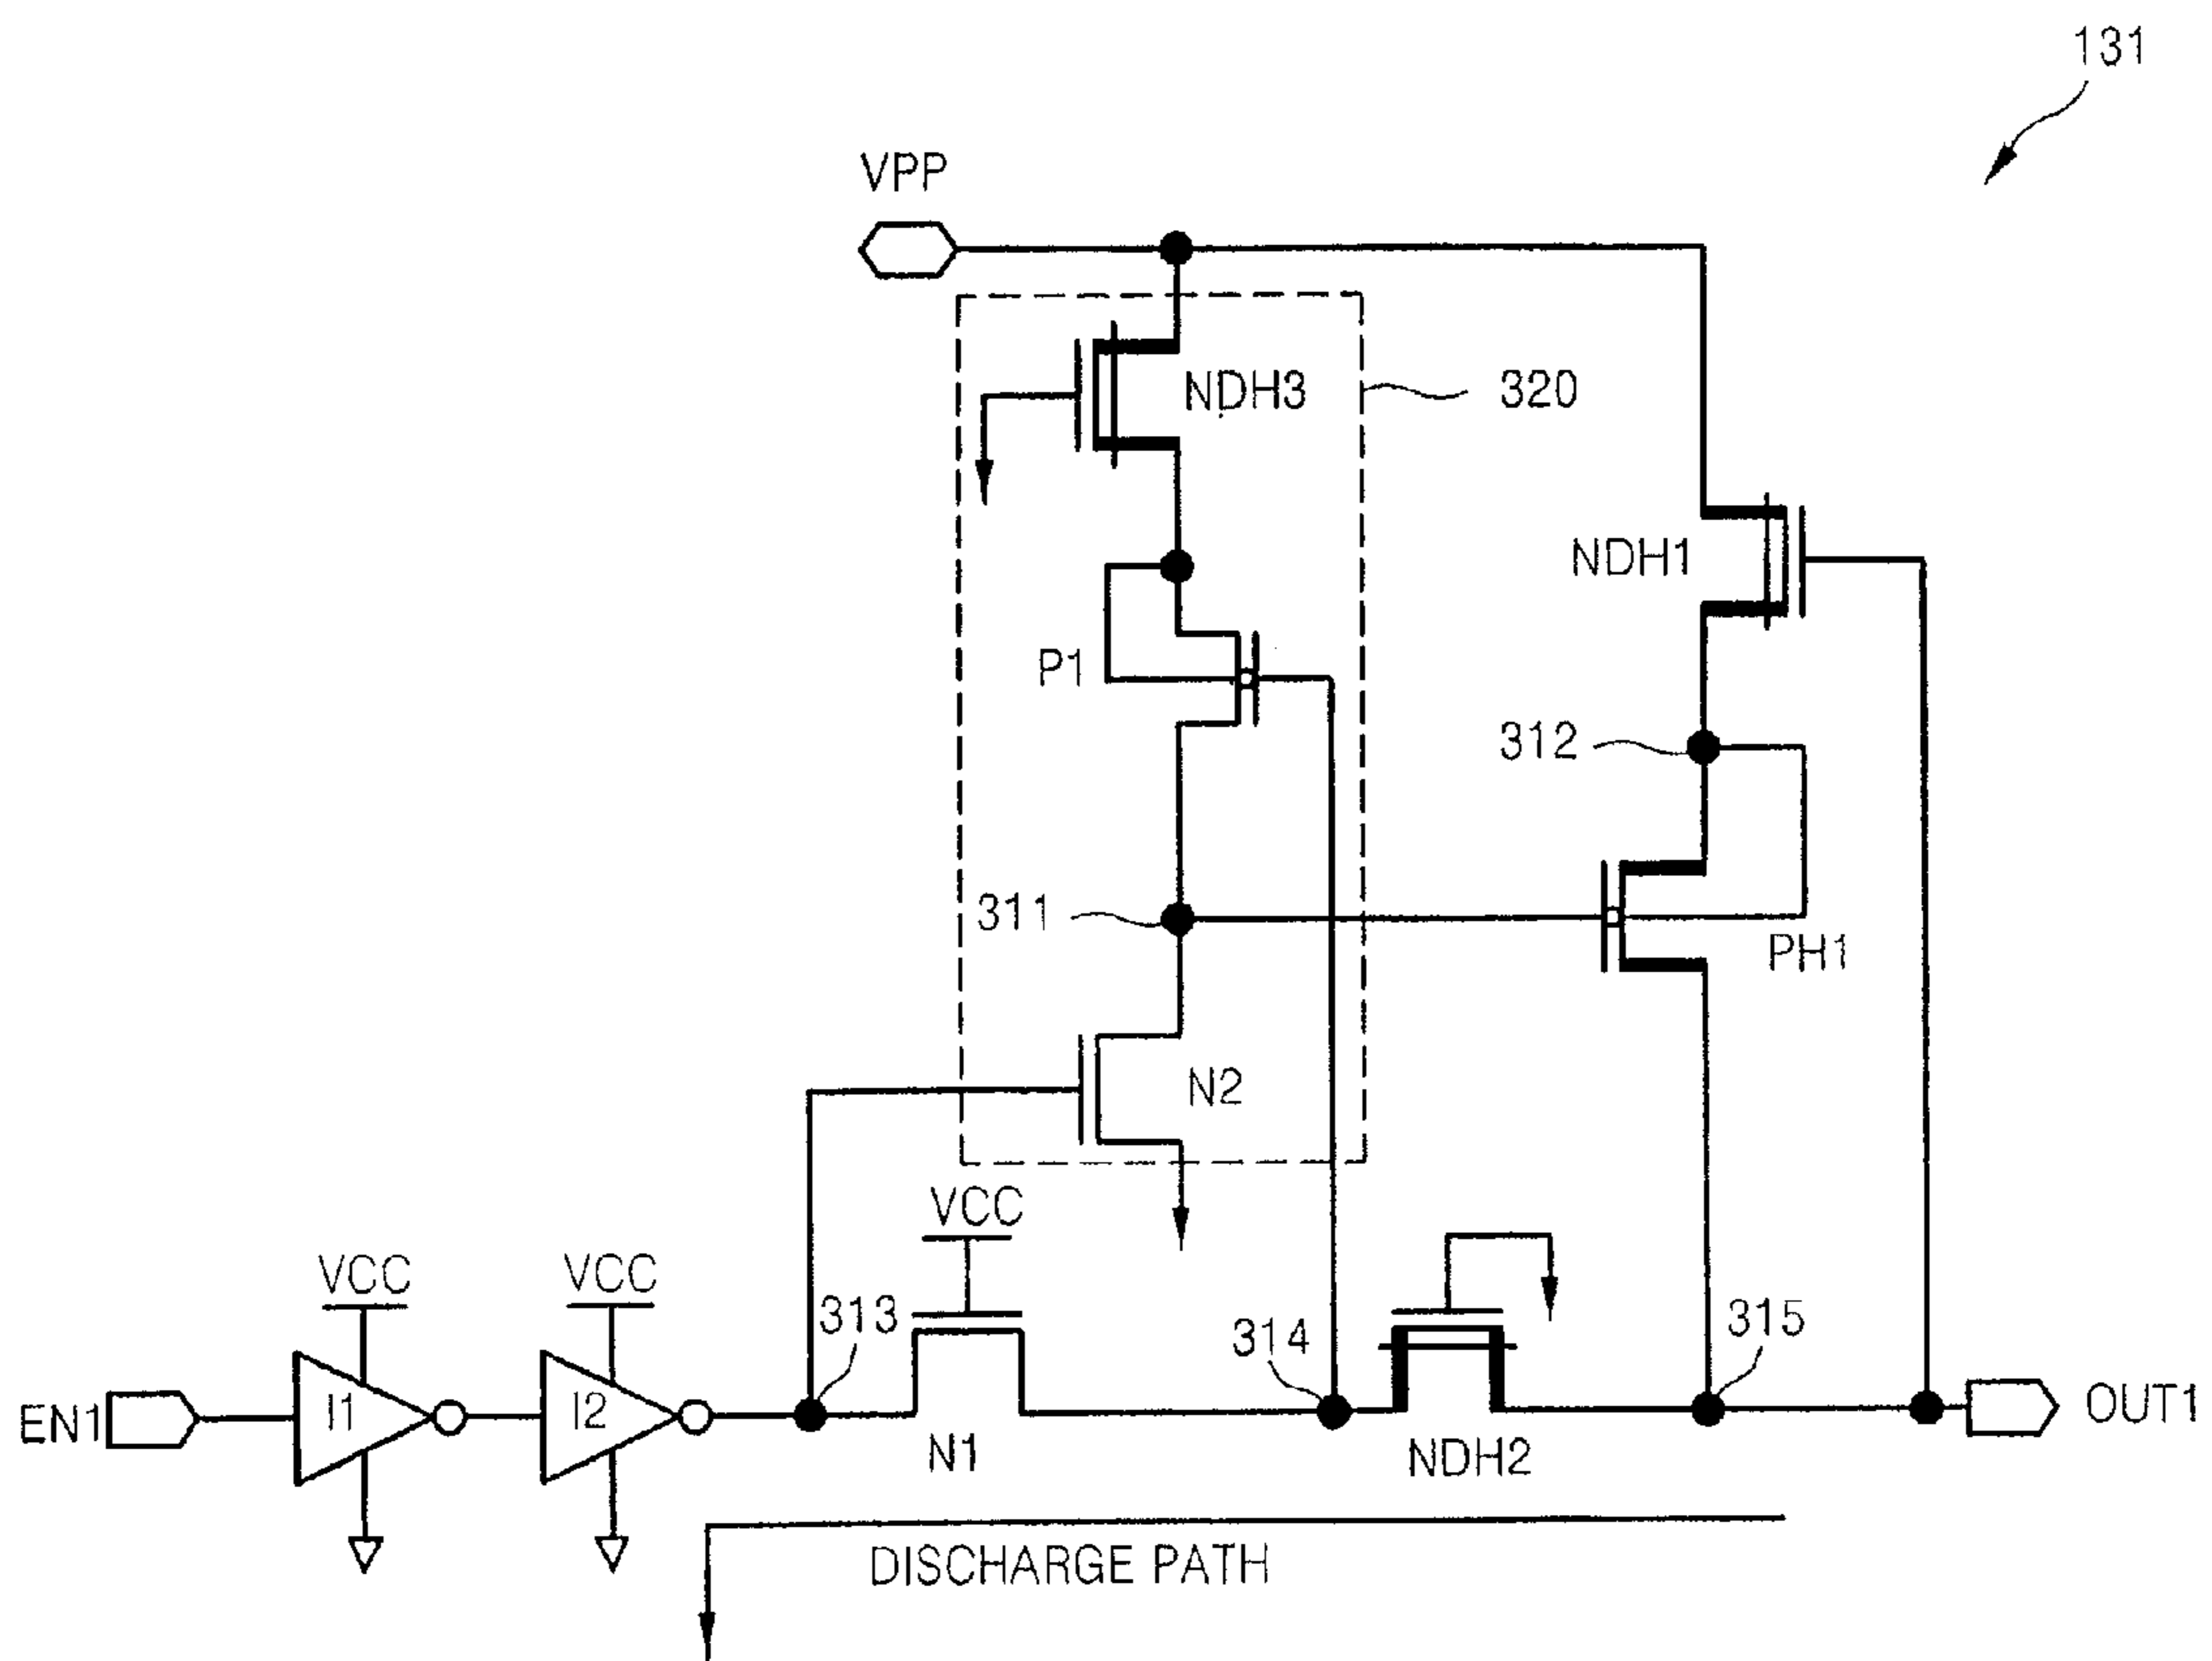 131
VPP
NDH3
320
NDH1
P1
312
311
PH1
N2
VCC
VCC
VCC
313
314
315
EN1
I1
I2
N1
NDH2
OUT1
DISCHARGE PATH